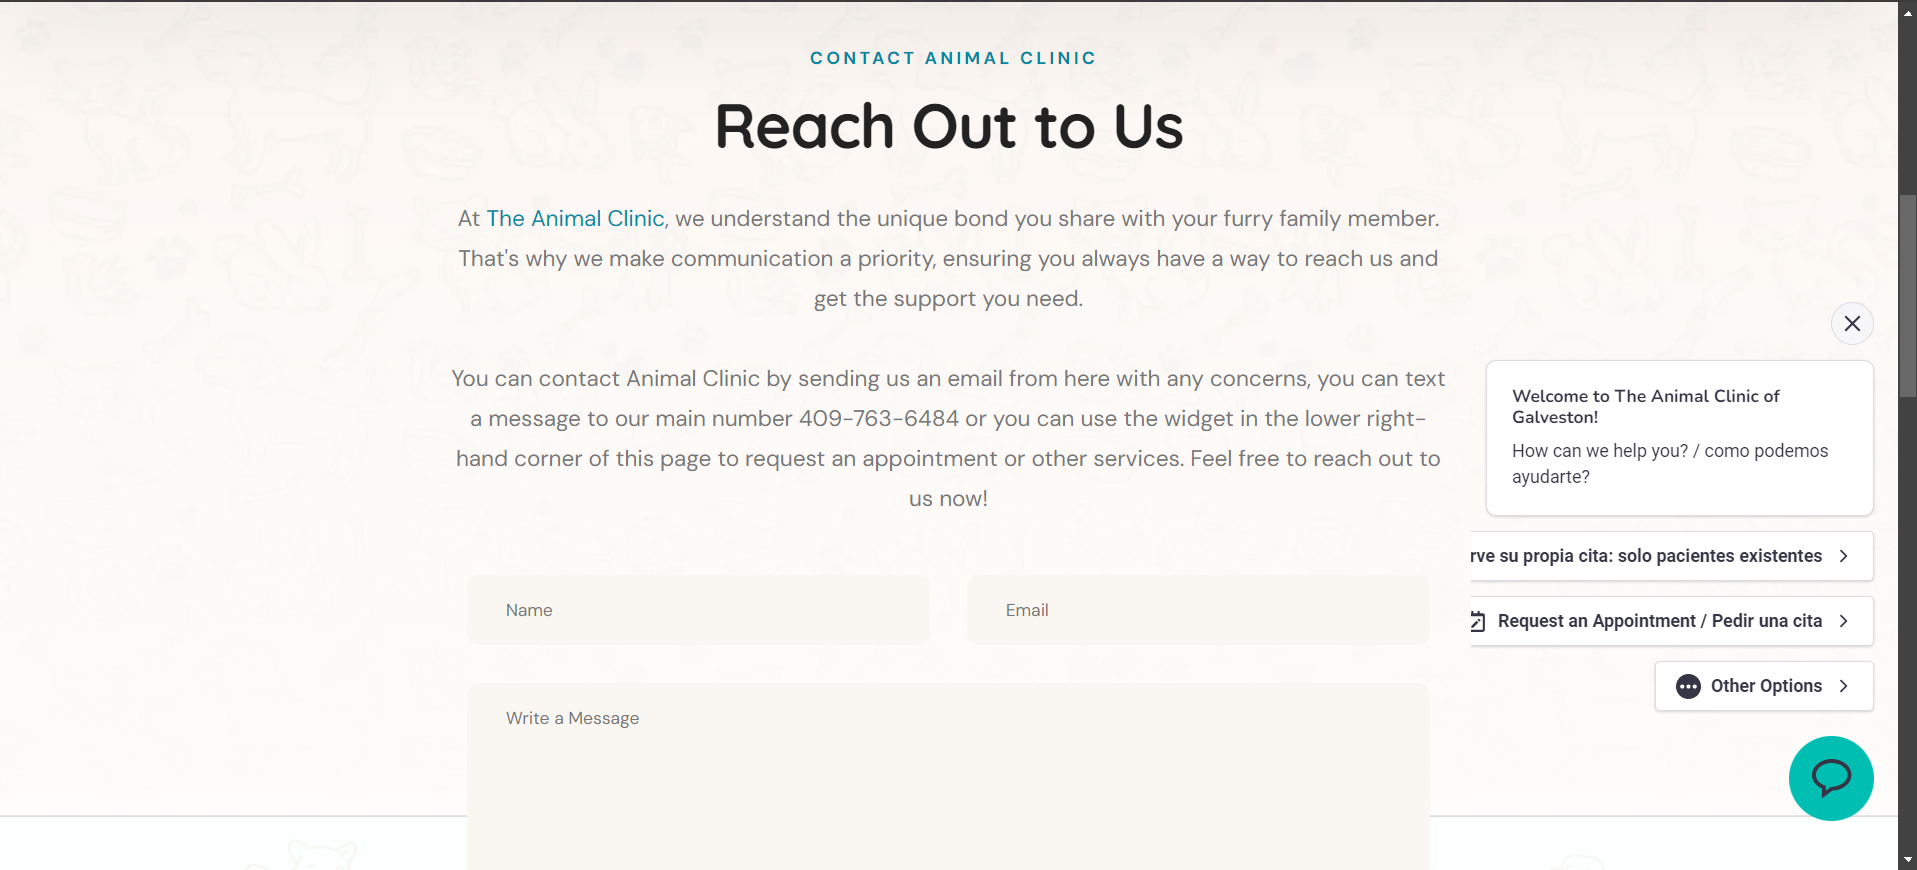 CONTACT ANIMAL CLINIC
Reach Out to Us
At The Animal Clinic, we understand the unique bond you share with your furry family member.
That's why we make communication a priority, ensuring you always have a way to reach us and
get the support you need.
You can contact Animal Clinic by sending us an email from here with any concerns, you can text
a message to our main number 409-763-6484 or you can use the widget in the lower right-
hand corner of this page to request an appointment or other services. Feel free to reach out to
us now!
Name
Email
Write a Message
Welcome to The Animal Clinic of
Galveston!
How can we help you? / como podemos
ayudarte?
rve su propia cita: solo pacientes existentes
Request an Appointment / Pedir una cita
Other Options